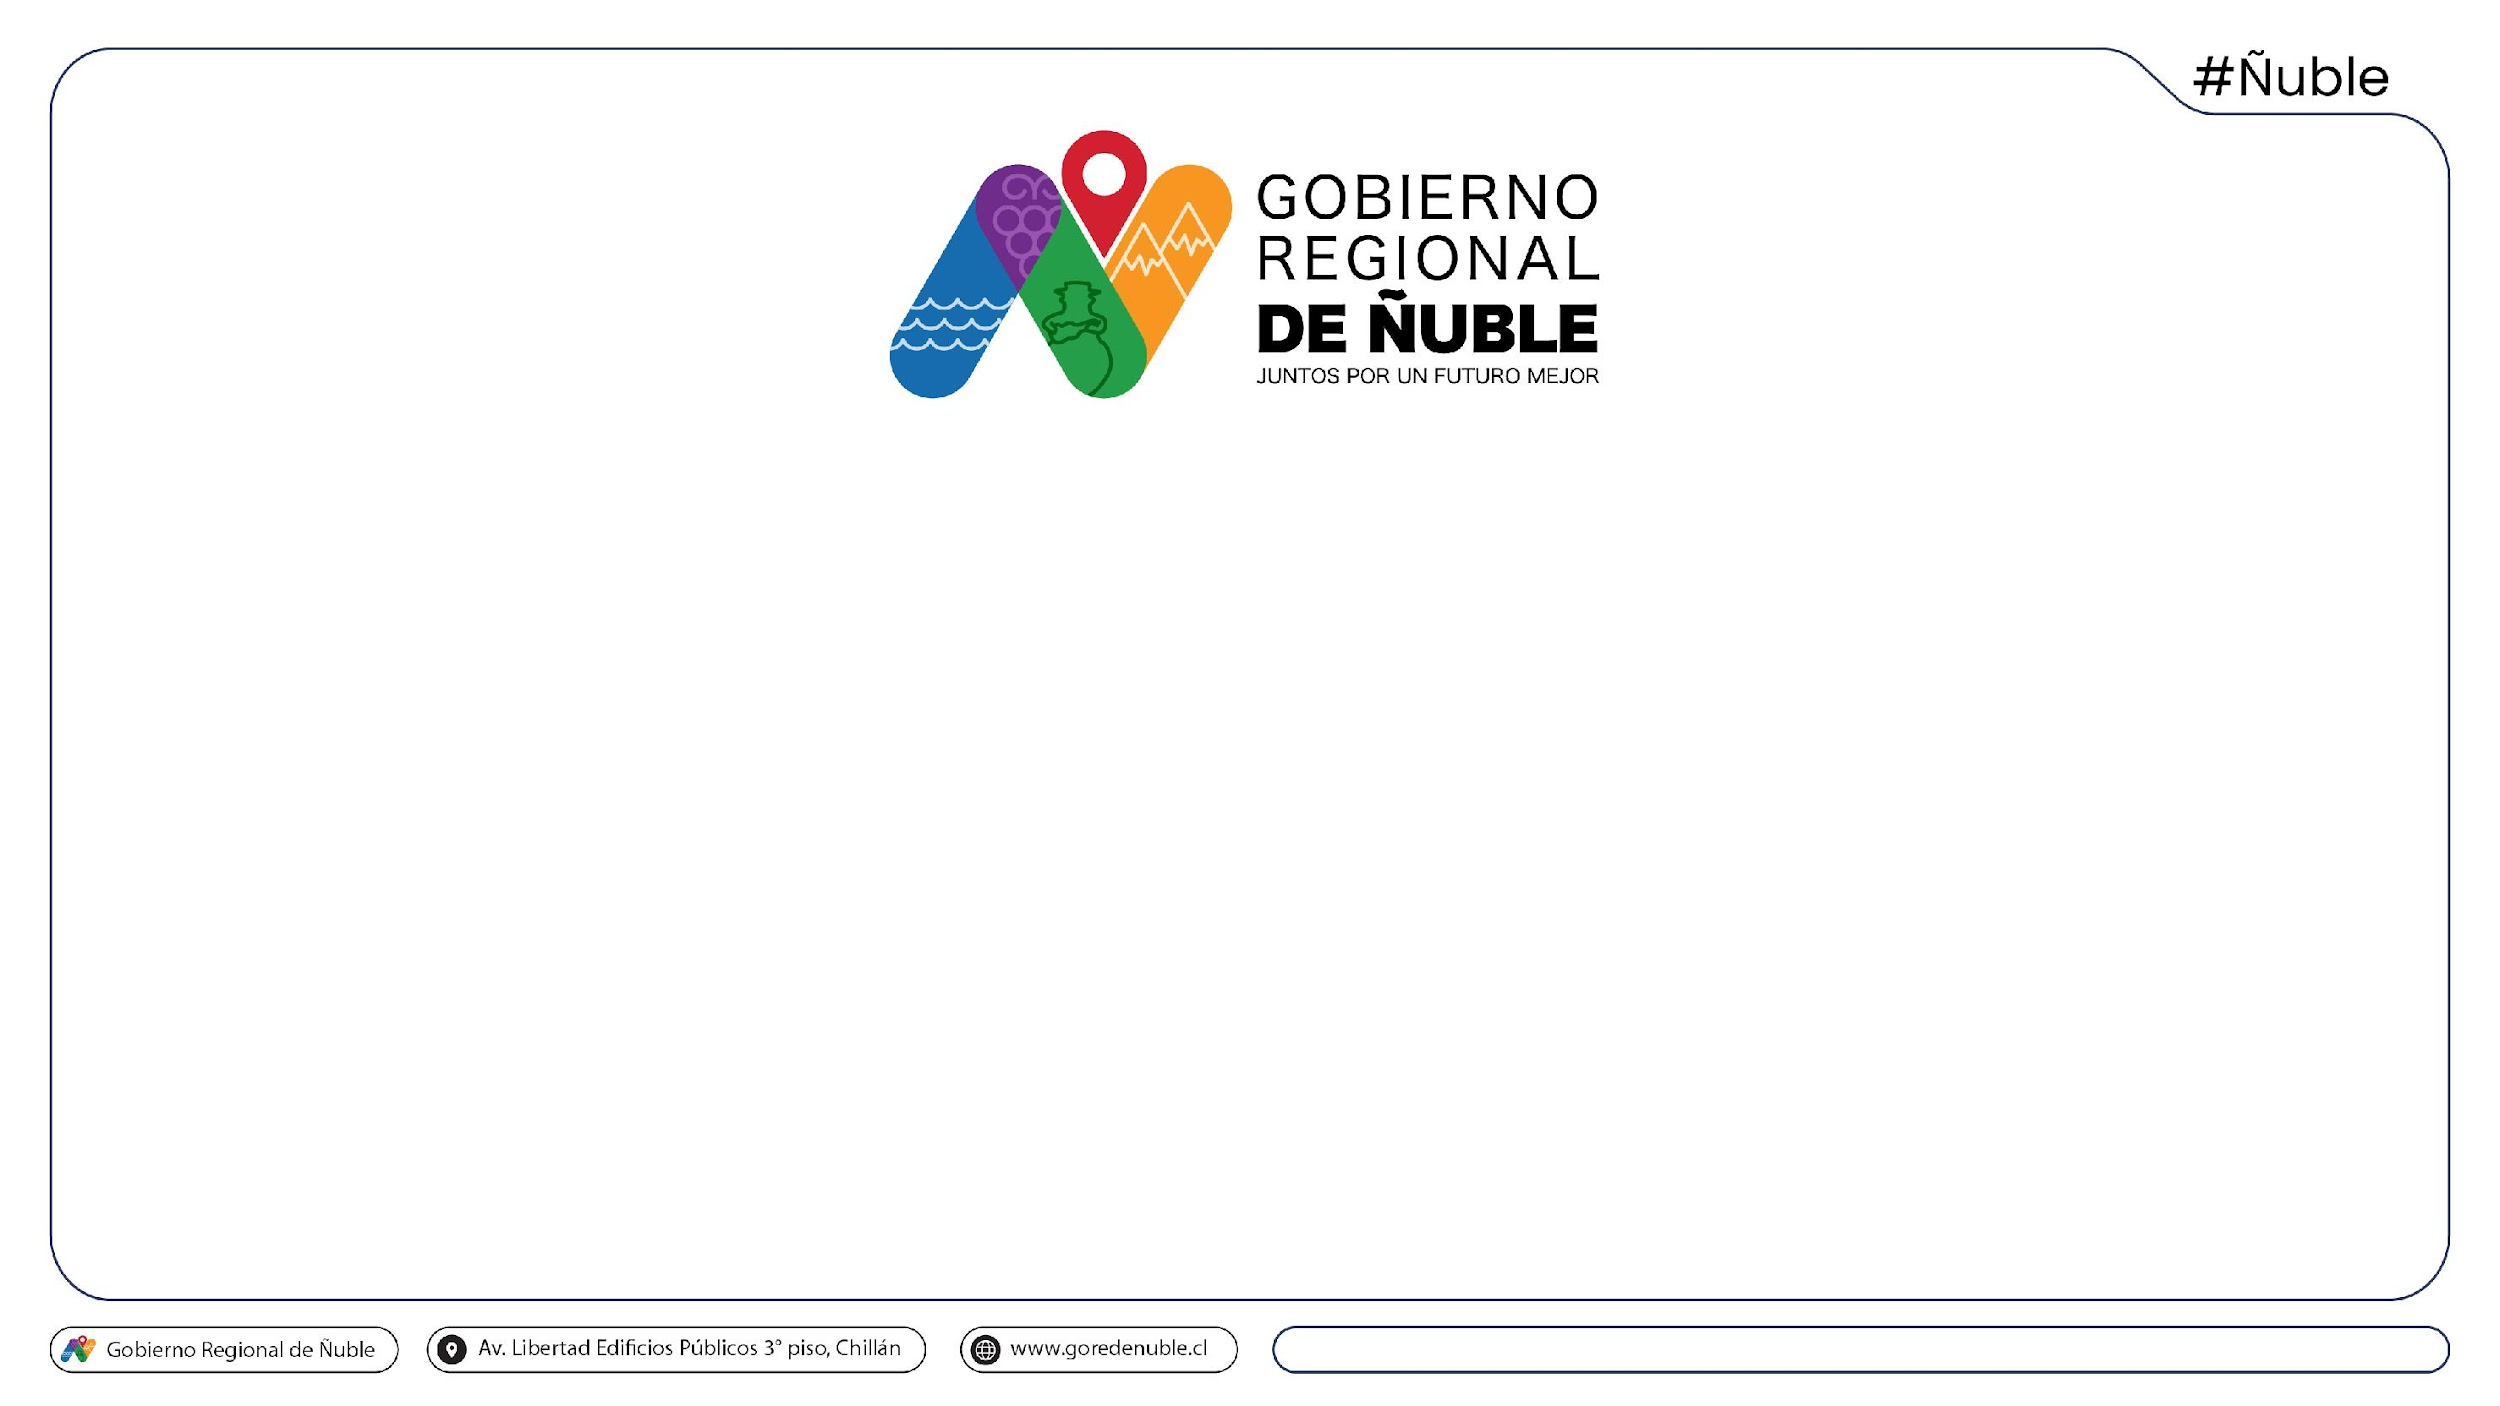 #Ñuble
GOBIERNO
REGIONAL
DE ÑUBLE
JUNTOS POR UN FUTURO MEJOR
Gobierno Regional de Ñuble
Av. Libertad Edificios Públicos 3° piso, Chillán
www.goredenuble.cl